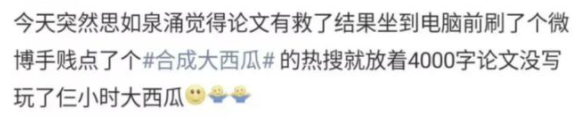 今天突然思如泉涌觉得论文有救了结果坐到电脑前刷了个微
博手贱点了个#合成大西瓜# 的热搜就放着4000字论文没写
玩了仨小时大西瓜